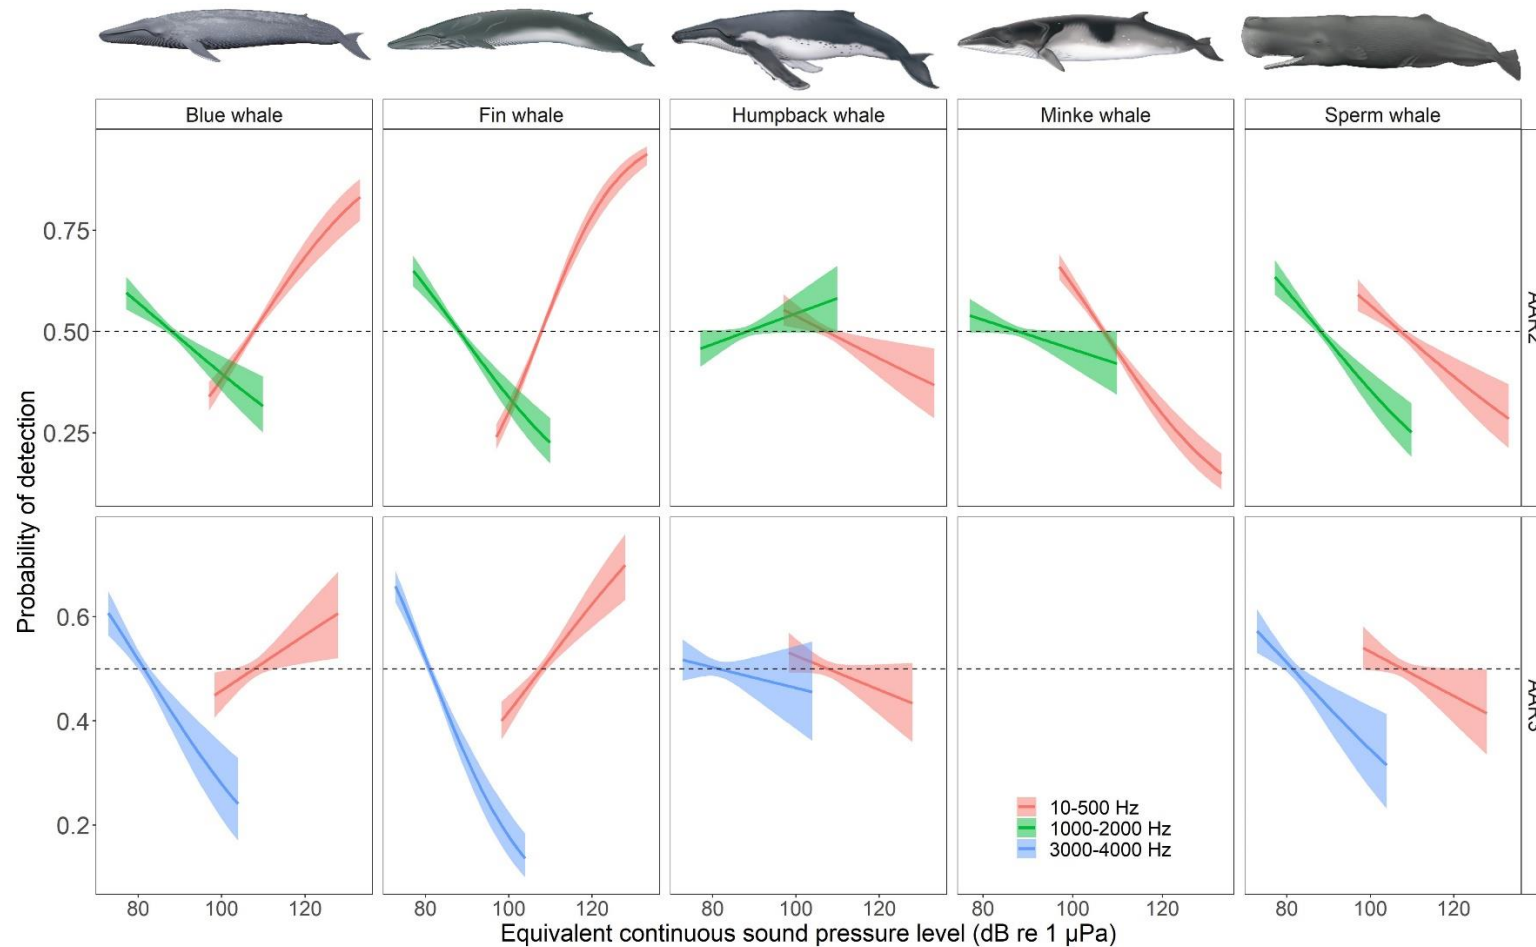 Blue whale
Fin whale
Humpback whale
Minke whale
Sperm whale
Probability of detection
0.75
0.50
0.25
0.6
0.4
0.2
10-500 Hz
1000-2000 Hz
3000-4000 Hz
80 100 120
80 100 120
80 100 120
80 100 120
80 100 120
Equivalent continuous sound pressure level (dB re 1 µPa)